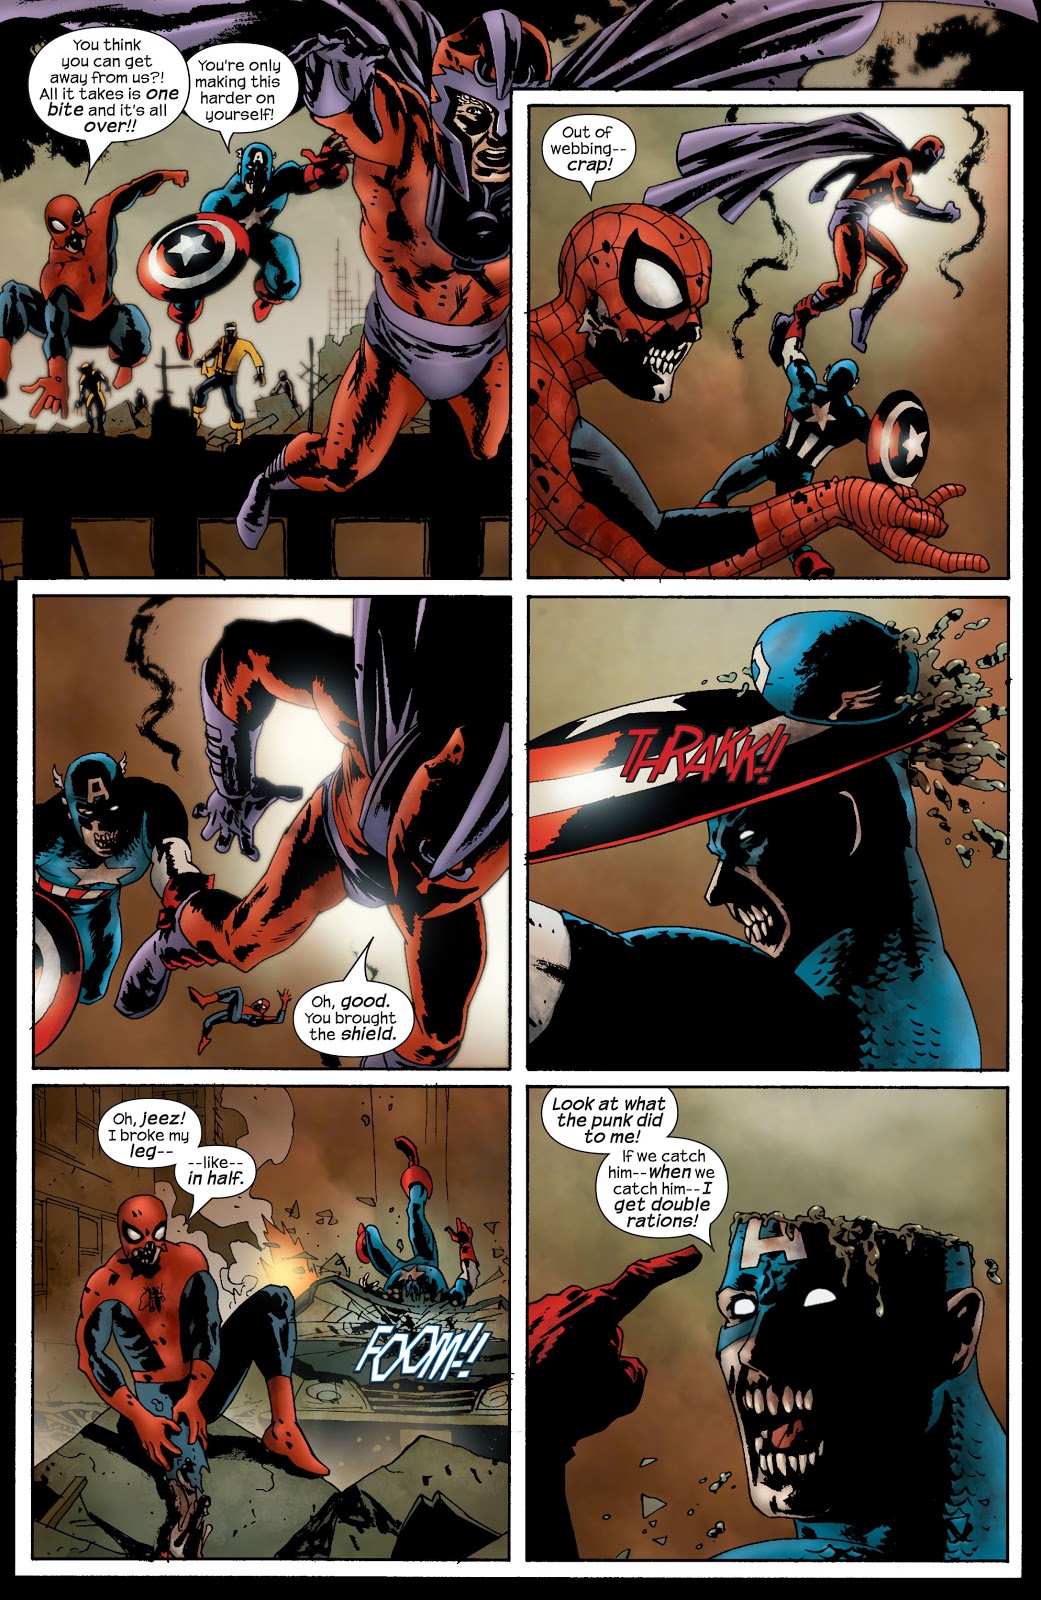 You think
you can get
away from us?!
All it takes is one
bite and it's all
over!!
You're only
making this
harder on
yourself!
A
Out of
webbing--
crap!
A
Oh, good.
You brought
the shield.
THRAKK!!
Oh, jeez!
I broke my
leg--
--like--
in half.
FOOM!!
Look at what
the punk did
to me!
If we catch
him--when we
catch him--I
get double
rations!
A